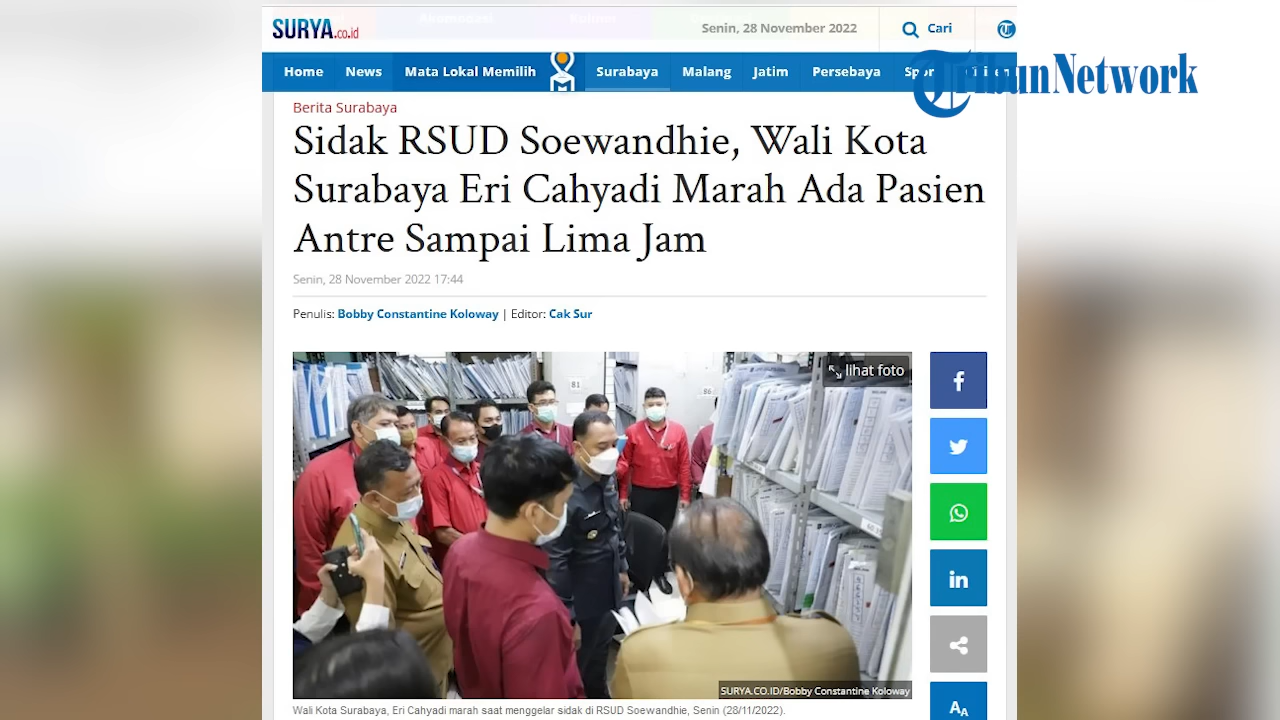 SURYA.co.id
Senin, 28 November 2022
Cari
Home News Mata Lokal Memilih Surabaya Malang Jatim Persebaya
TribunNetwork
Berita Surabaya
Sidak RSUD Soewandhie, Wali Kota
Surabaya Eri Cahyadi Marah Ada Pasien
Antre Sampai Lima Jam
Senin, 28 November 2022 17:44
Penulis: Bobby Constantine Koloway | Editor: Cak Sur
lihat foto
81
86
SURYA.CO.ID/Bobby Constantine Koloway
AA
Wali Kota Surabaya, Eri Cahyadi marah saat menggelar sidak di RSUD Soewandhie, Senin (28/11/2022).